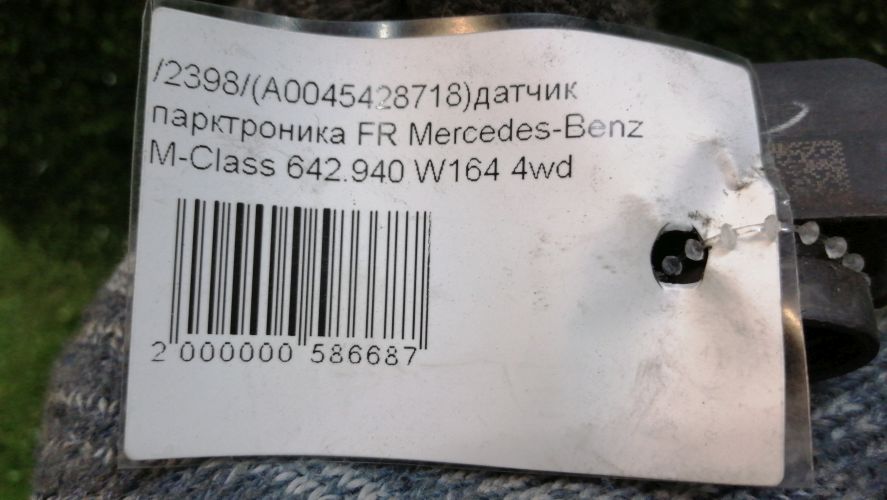 /2398/(A0045428718)датчик
парктроника FR Mercedes-Benz
M-Class 642.940 W164 4wd
2 000000 586687